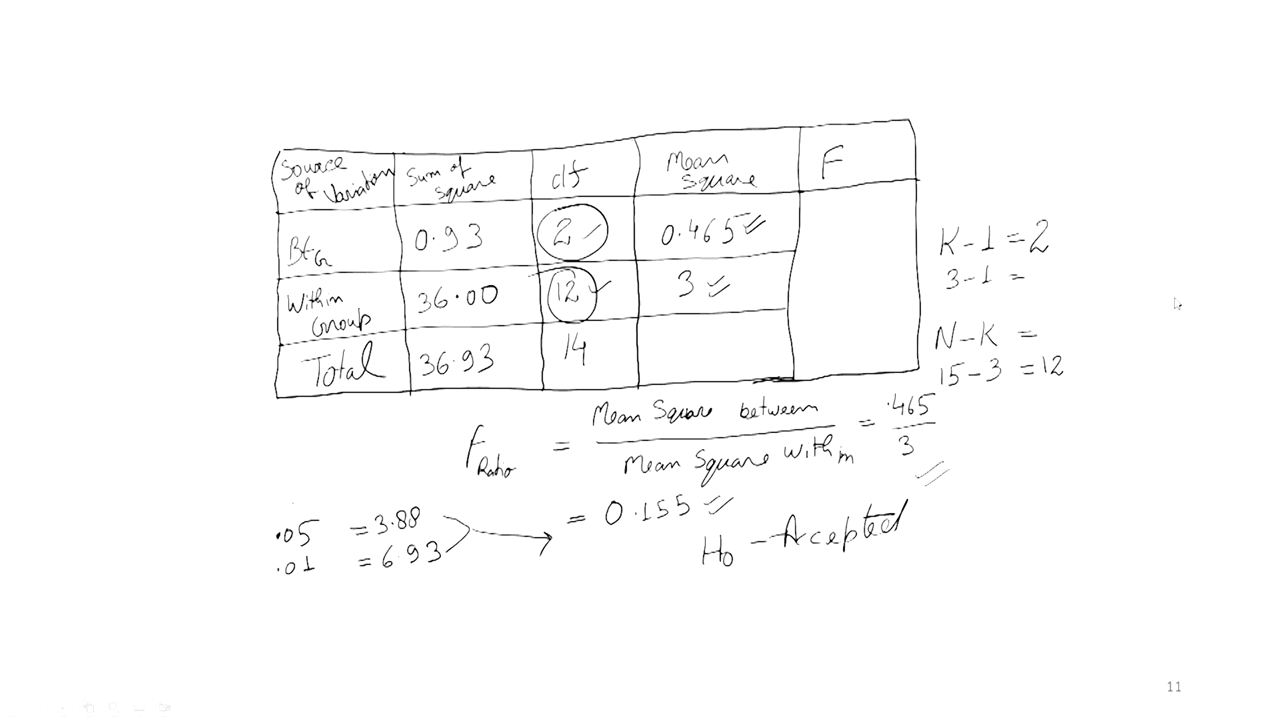 Source of Variation Sum of Square df Mean Square F
BtG 0.93 2 0.465
Within Group 36.00 12 3
Total 36.93 14
K-1 = 2
3-1 =
N-K =
15-3 = 12
F Ratio = Mean Square between / Mean Square within = .465 / 3
= 0.155
.05 = 3.88
.01 = 6.93
H0 - Acepted
11